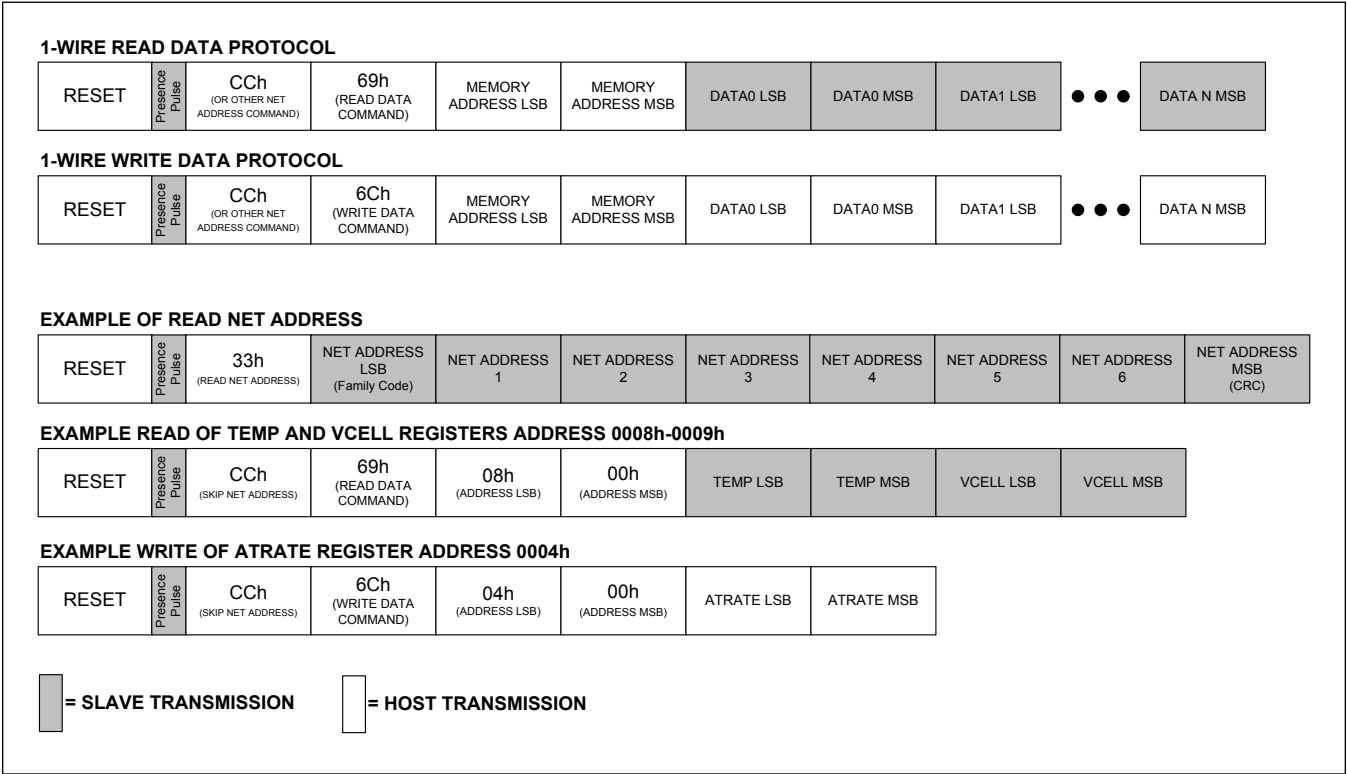 1-WIRE READ DATA PROTOCOL
RESET
Presence
Pulse
CCh
(OR OTHER NET
ADDRESS COMMAND)
69h
(READ DATA
COMMAND)
MEMORY
ADDRESS LSB
MEMORY
ADDRESS MSB
DATA0 LSB
DATA0 MSB
DATA1 LSB
DATA N MSB
1-WIRE WRITE DATA PROTOCOL
RESET
Presence
Pulse
CCh
(OR OTHER NET
ADDRESS COMMAND)
6Ch
(WRITE DATA
COMMAND)
MEMORY
ADDRESS LSB
MEMORY
ADDRESS MSB
DATA0 LSB
DATA0 MSB
DATA1 LSB
DATA N MSB
EXAMPLE OF READ NET ADDRESS
RESET
Presence
Pulse
33h
(READ NET ADDRESS)
NET ADDRESS
LSB
(Family Code)
NET ADDRESS
1
NET ADDRESS
2
NET ADDRESS
3
NET ADDRESS
4
NET ADDRESS
5
NET ADDRESS
6
NET ADDRESS
MSB
(CRC)
EXAMPLE READ OF TEMP AND VCELL REGISTERS ADDRESS 0008h-0009h
RESET
Presence
Pulse
CCh
(SKIP NET ADDRESS)
69h
(READ DATA
COMMAND)
08h
(ADDRESS LSB)
00h
(ADDRESS MSB)
TEMP LSB
TEMP MSB
VCELL LSB
VCELL MSB
EXAMPLE WRITE OF ATRATE REGISTER ADDRESS 0004h
RESET
Presence
Pulse
CCh
(SKIP NET ADDRESS)
6Ch
(WRITE DATA
COMMAND)
04h
(ADDRESS LSB)
00h
(ADDRESS MSB)
ATRATE LSB
ATRATE MSB
= SLAVE TRANSMISSION
= HOST TRANSMISSION